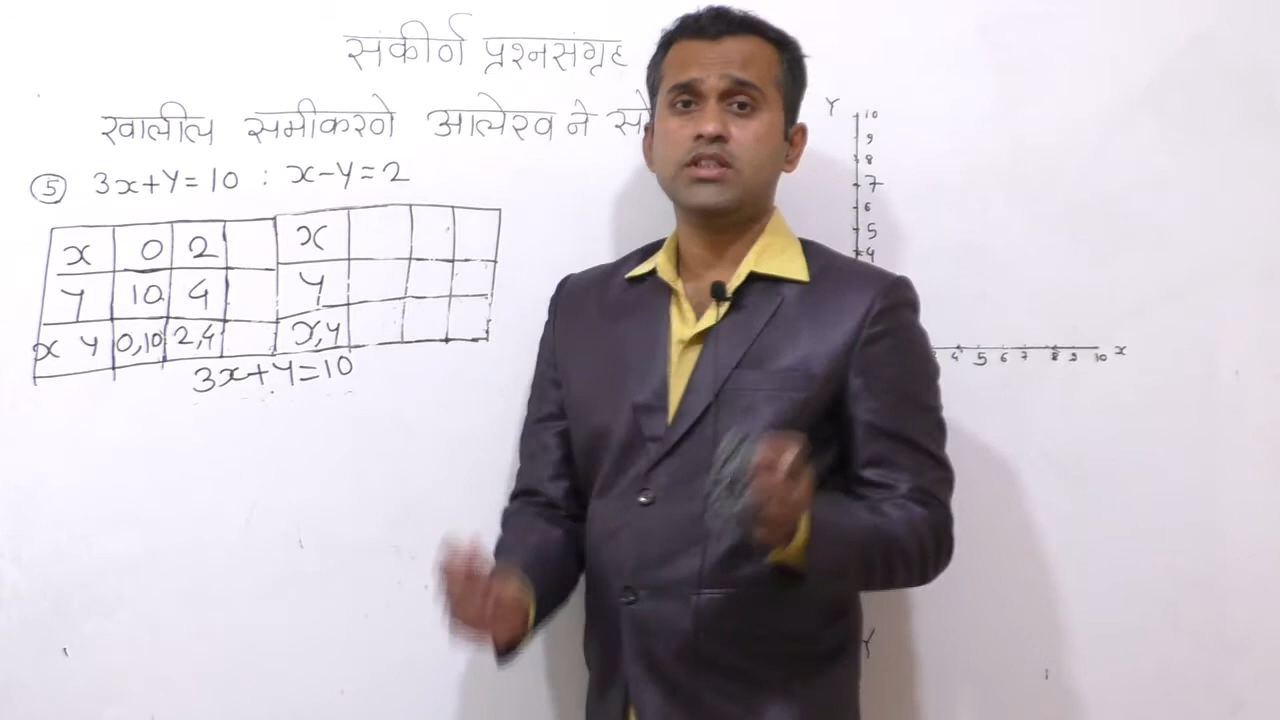 संकीर्ण प्रश्नसंग्रह
खालील समीकरणे आलेखने
⑤ 3x+y=10 : x-y=2
x 0 2 x
y 10 4 y
x y 0,10 2,4 x,y
3x+y=10
Y
10
9
8
7
6
5
4
4 5 6 7 8 9 10 x
Y